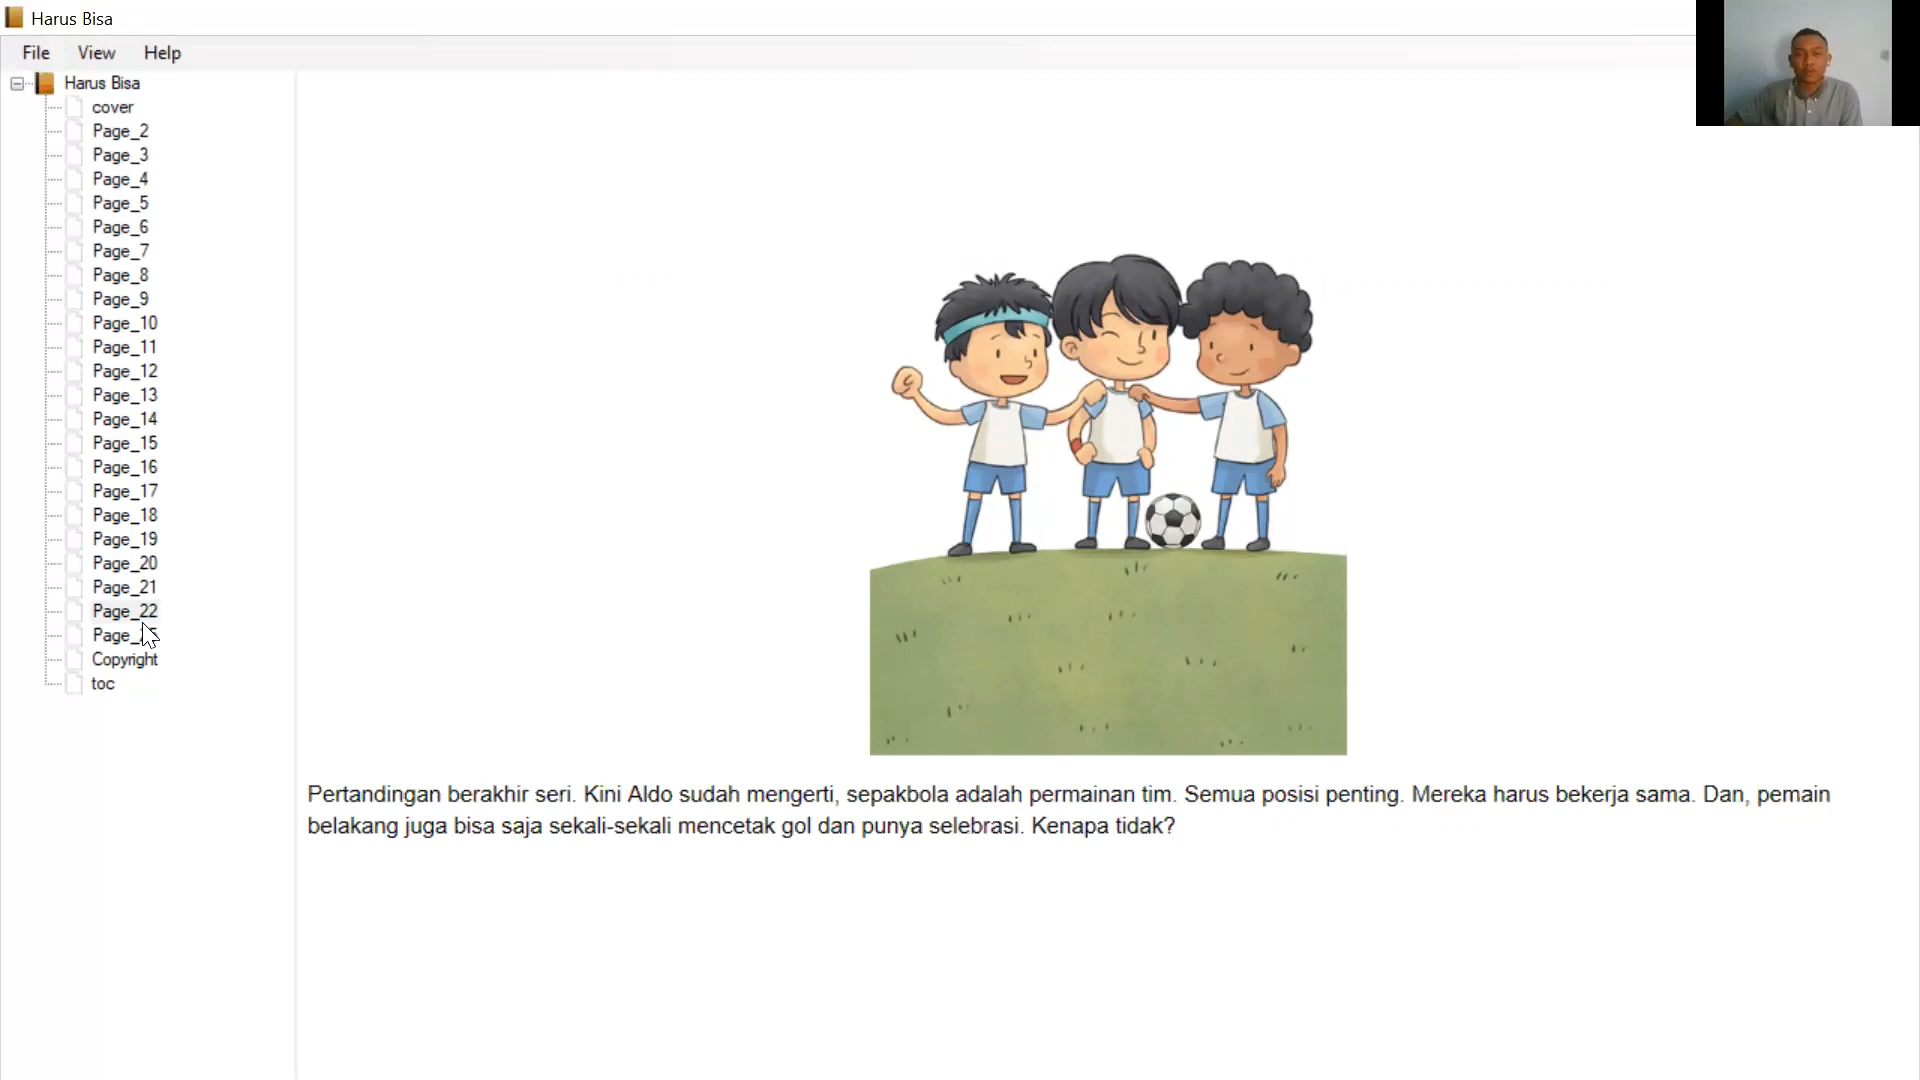 Harus Bisa
File View Help
Harus Bisa
cover
Page_2
Page_3
Page_4
Page_5
Page_6
Page_7
Page_8
Page_9
Page_10
Page_11
Page_12
Page_13
Page_14
Page_15
Page_16
Page_17
Page_18
Page_19
Page_20
Page_21
Page_22
Copyright
toc
Pertandingan berakhir seri. Kini Aldo sudah mengerti, sepakbola adalah permainan tim. Semua posisi penting. Mereka harus bekerja sama. Dan, pemain
belakang juga bisa saja sekali-sekali mencetak gol dan punya selebrasi. Kenapa tidak?